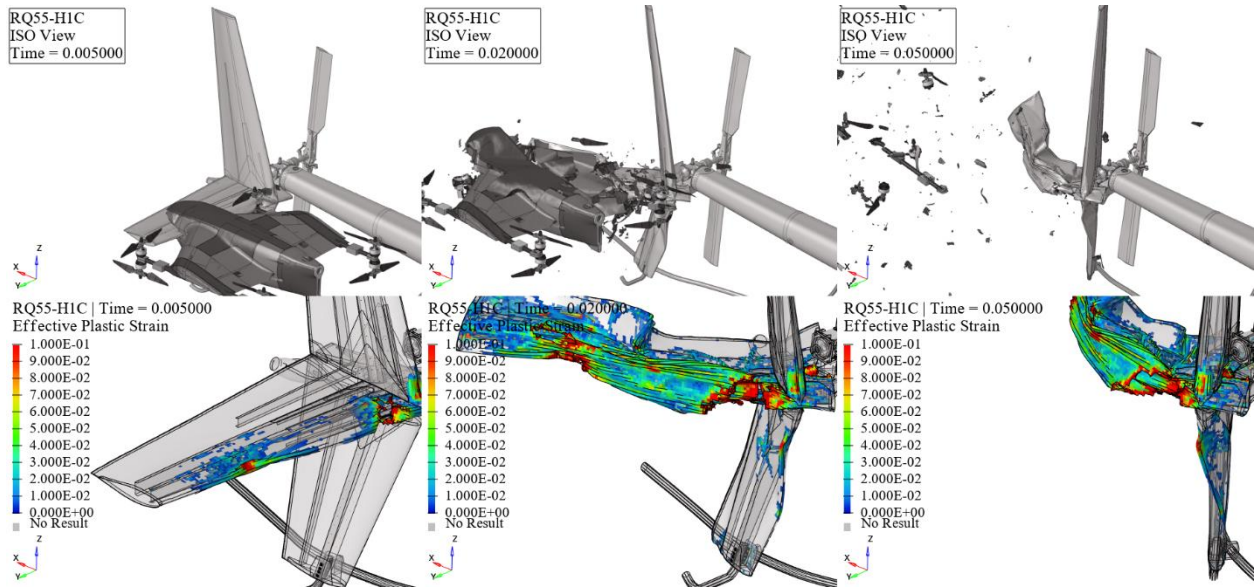 RQ55-H1C
ISO View
Time = 0.005000
Z
X
Y
RQ55-H1C
ISO View
Time = 0.020000
Z
X
Y
RQ55-H1C
ISO View
Time = 0.050000
Z
X
Y
RQ55-H1C | Time = 0.005000
Effective Plastic Strain
1.000E-01
9.000E-02
8.000E-02
7.000E-02
6.000E-02
5.000E-02
4.000E-02
3.000E-02
2.000E-02
1.000E-02
0.000E+00
No Result
Z
X
Y
RQ55-H1C | Time = 0.020000
Effective Plastic Strain
1.000E-01
9.000E-02
8.000E-02
7.000E-02
6.000E-02
5.000E-02
4.000E-02
3.000E-02
2.000E-02
1.000E-02
0.000E+00
No Result
Z
X
Y
RQ55-H1C | Time = 0.050000
Effective Plastic Strain
1.000E-01
9.000E-02
8.000E-02
7.000E-02
6.000E-02
5.000E-02
4.000E-02
3.000E-02
2.000E-02
1.000E-02
0.000E+00
No Result
Z
X
Y